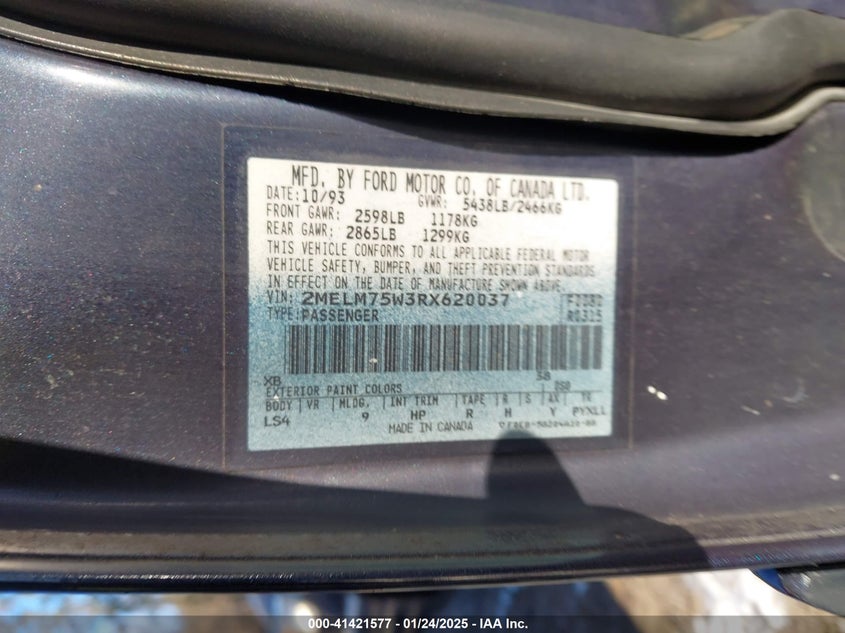 MFD. BY FORD MOTOR CO. OF CANADA LTD.
DATE: 10/93 GVWR: 5438LB/2466KG
FRONT GAWR: 2598LB 1178KG
REAR GAWR: 2865LB 1299KG
THIS VEHICLE CONFORMS TO ALL APPLICABLE FEDERAL MOTOR
VEHICLE SAFETY, BUMPER, AND THEFT PREVENTION STANDARDS
IN EFFECT ON THE DATE OF MANUFACTURE SHOWN ABOVE.
VIN: 2MELM75W3RX620037
TYPE: PASSENGER R0315
XB 58
EXTERIOR PAINT COLORS DSO
BODY VR MLDG. INT TRIM TAPE R S AX TR
LS4 9 HP R H Y PYXLL
MADE IN CANADA
000-41421577 — 01/24/2025 — IAA Inc.